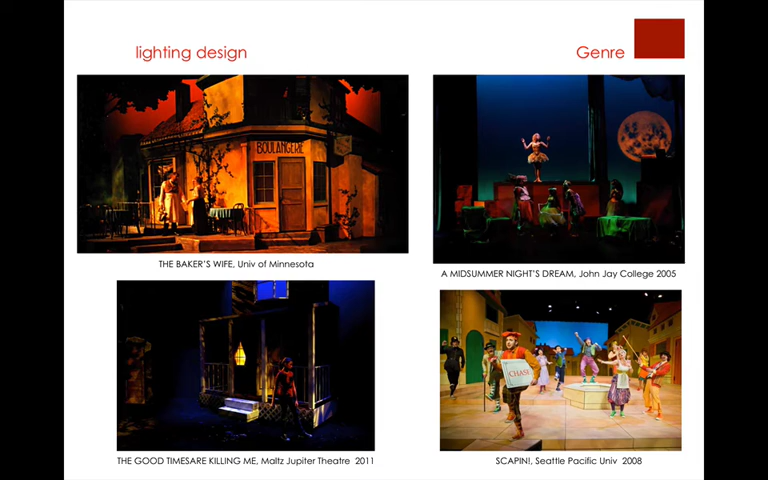 lighting design
Genre
BOULANGERIE
THE BAKER'S WIFE, Univ of Minnesota
A MIDSUMMER NIGHT'S DREAM, John Jay College 2005
CHASE
THE GOOD TIMESARE KILLING ME, Maltz Jupiter Theatre 2011
SCAPIN!, Seattle Pacific Univ 2008